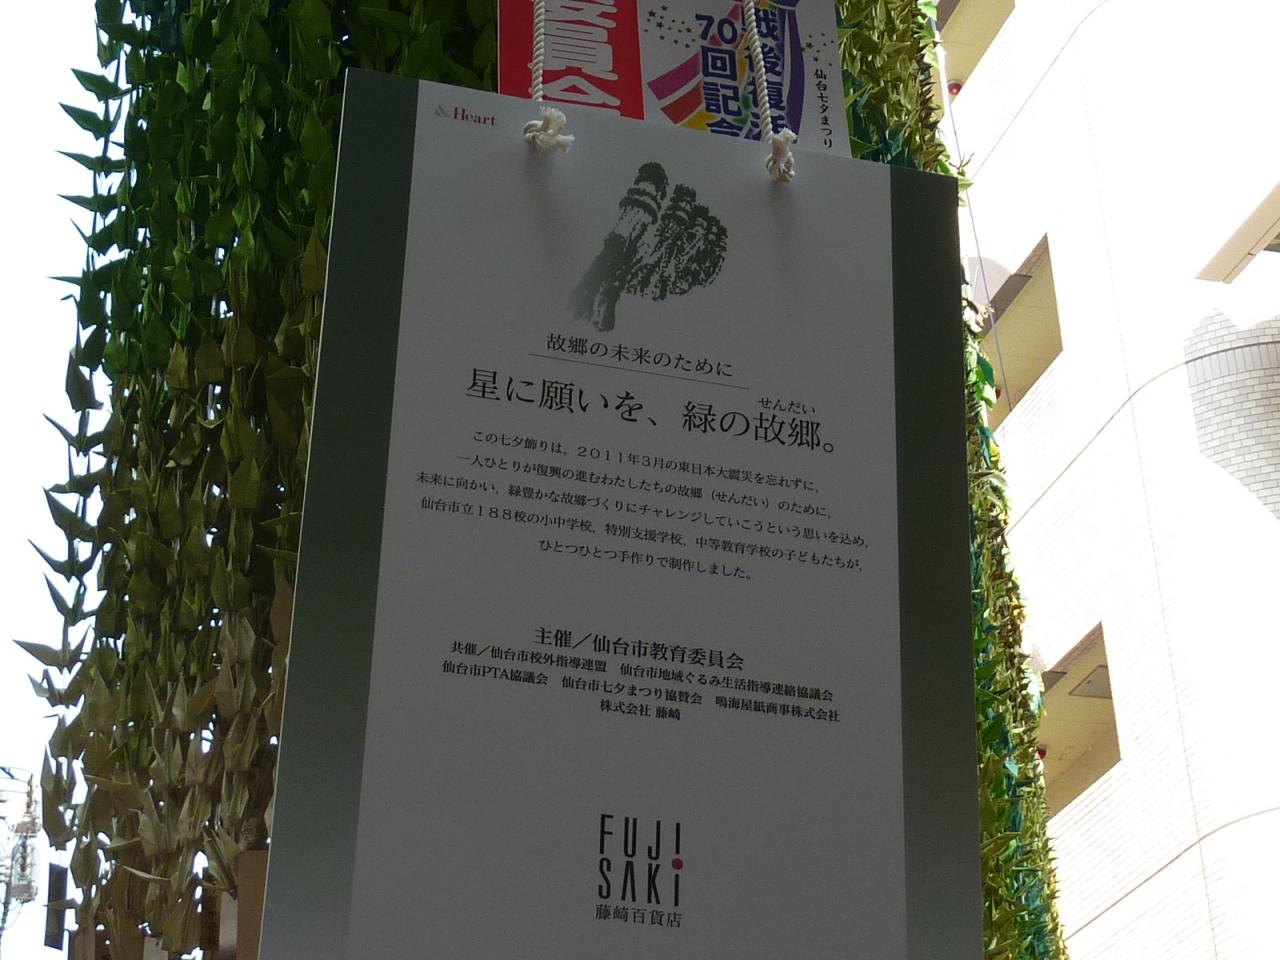 委員会
戦後復活
70回記念
仙台七夕まつり
&Heart
故郷の未来のために
せんだい
星に願いを、緑の故郷。
この七夕飾りは，2011年3月の東日本大震災を忘れずに，
一人ひとりが復興の進むわたしたちの故郷（せんだい）のために，
未来に向かい，緑豊かな故郷づくりにチャレンジしていこうという思いを込め，
仙台市立188校の小中学校，特別支援学校，中等教育学校の子どもたちが，
ひとつひとつ手作りで制作しました。
主催／仙台市教育委員会
共催／仙台市校外指導連盟　仙台市地域ぐるみ生活指導連絡協議会
仙台市PTA協議会　仙台市七夕まつり協賛会　鳴海屋紙商事株式会社
株式会社 藤崎
FUJI
SAKi
藤崎百貨店